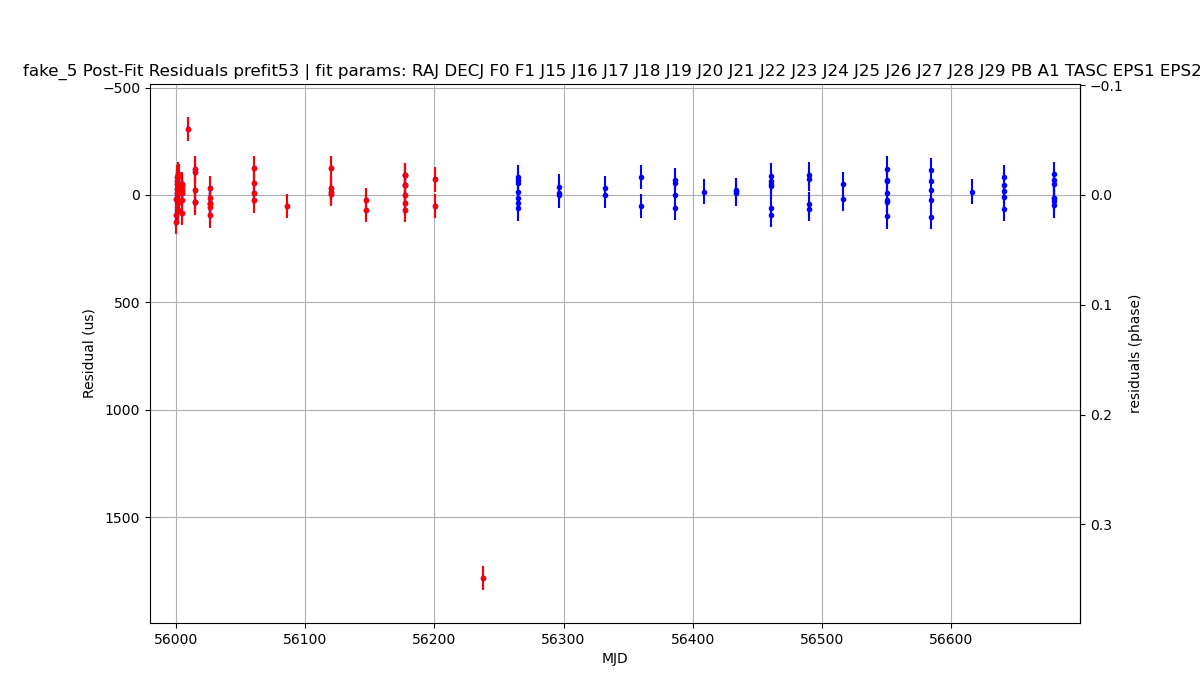 fake_5 Post-Fit Residuals prefit53 | fit params: RAJ DECJ F0 F1 J15 J16 J17 J18 J19 J20 J21 J22 J23 J24 J25 J26 J27 J28 J29 PB A1 TASC EPS1 EPS2
−500
0
500
1000
1500
Residual (us)
−0.1
0.0
0.1
0.2
0.3
residuals (phase)
56000 56100 56200 56300 56400 56500 56600
MJD